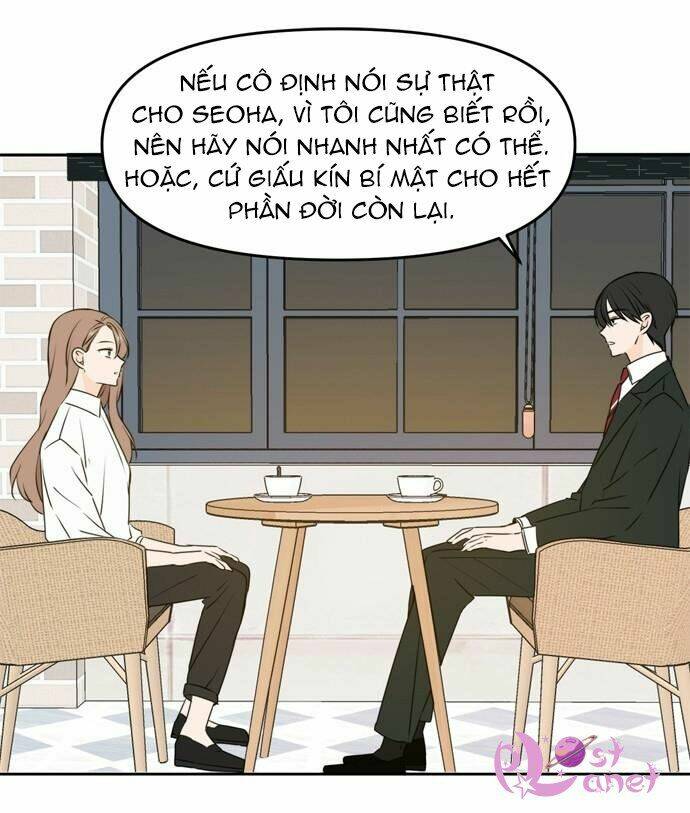 NẾU CÔ ĐỊNH NÓI SỰ THẬT
CHO SEOHA, VÌ TÔI CŨNG BIẾT RỒI,
NÊN HÃY NÓI NHANH NHẤT CÓ THỂ.
HOẶC, CỨ GIẤU KÍN BÍ MẬT CHO HẾT
PHẦN ĐỜI CÒN LẠI.
Lost
Planet